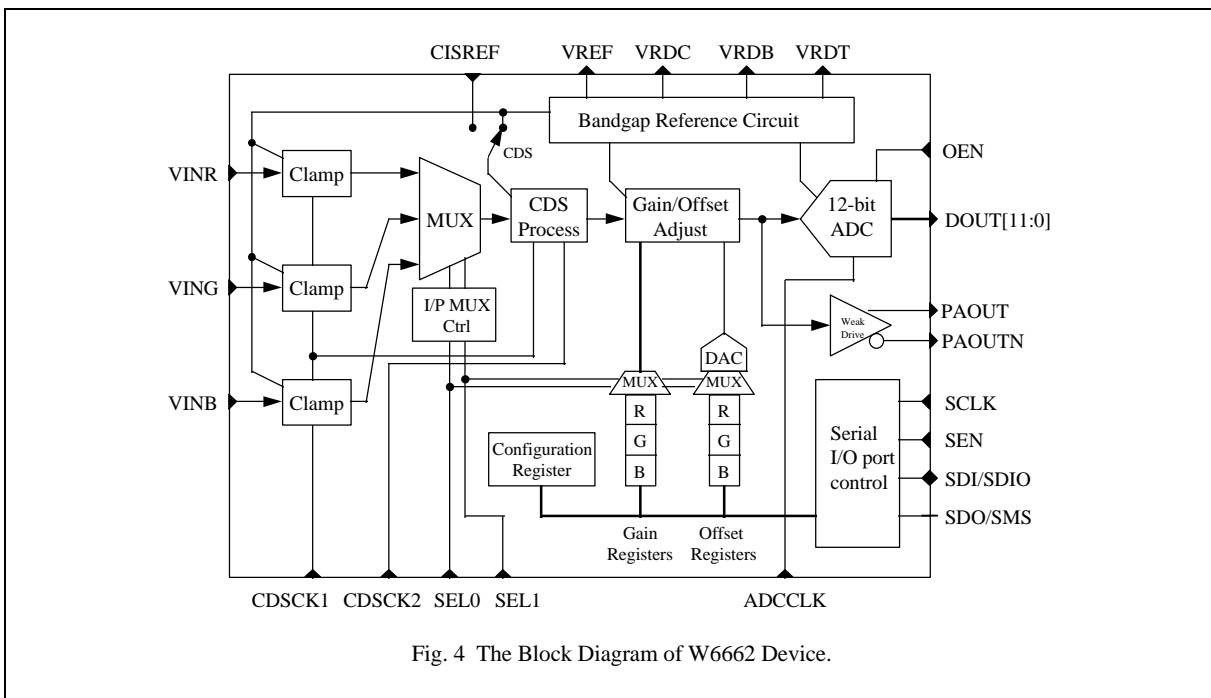 CISREF VREF VRDC VRDB VRDT
Bandgap Reference Circuit
CDS
OEN
VINR
Clamp
MUX
CDS
Process
Gain/Offset
Adjust
12-bit
ADC
DOUT[11:0]
VING
Clamp
I/P MUX
Ctrl
Weak
Drive
PAOUT
PAOUTN
DAC
MUX
MUX
VINB
Clamp
R
G
B
R
G
B
Configuration
Register
Serial
I/O port
control
SCLK
SEN
SDI/SDIO
SDO/SMS
Gain
Registers
Offset
Registers
CDSCK1 CDSCK2 SEL0 SEL1 ADCCLK
Fig. 4 The Block Diagram of W6662 Device.